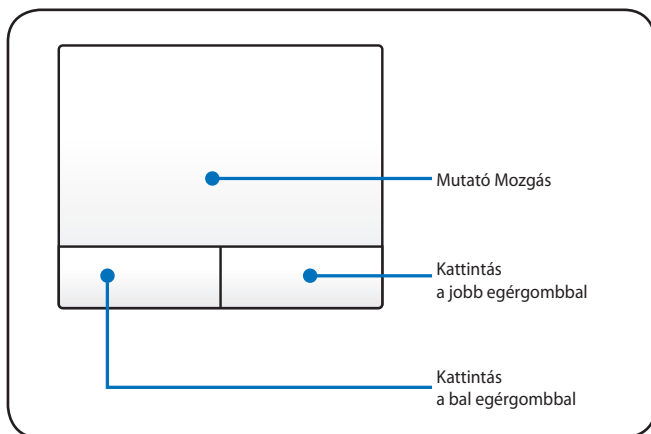 Mutató Mozgás
Kattintás
a jobb egérgombbal
Kattintás
a bal egérgombbal